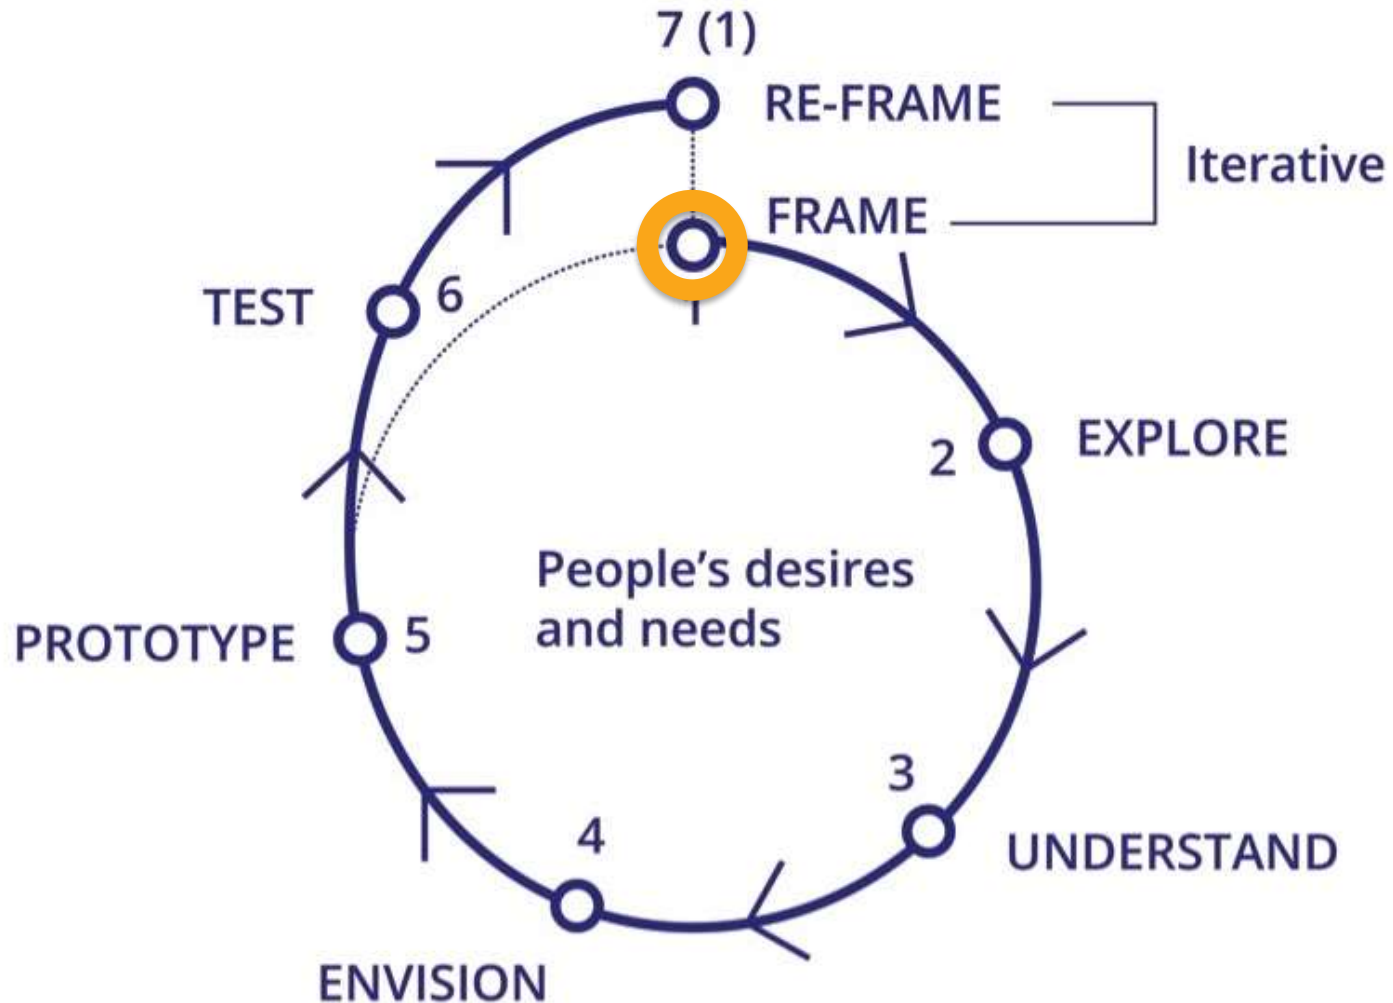 7 (1)
RE-FRAME
Iterative
FRAME
TEST
6
2
EXPLORE
People's desires
and needs
PROTOTYPE
5
3
UNDERSTAND
4
ENVISION